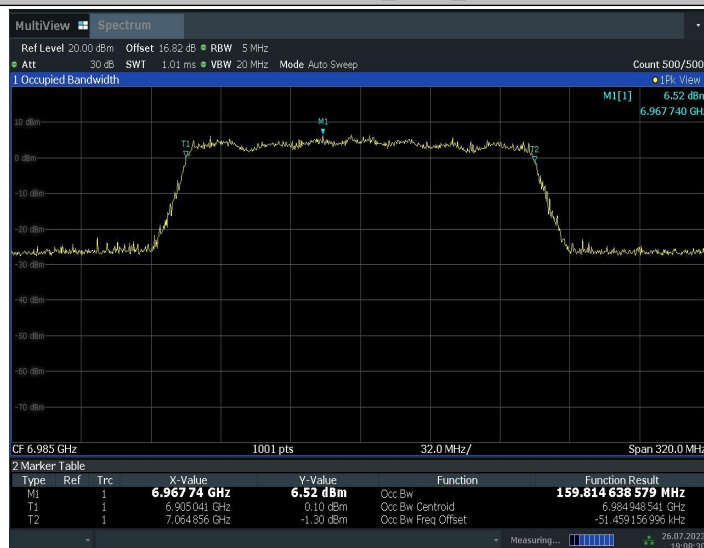 MultiView Spectrum
Ref Level 20.00 dBm Offset 16.82 dB RBW 5 MHz
Att 30 dB SWT 1.01 ms VBW 20 MHz Mode Auto Sweep Count 500/500
1 Occupied Bandwidth 1Pk View
M1[1] 6.52 dBm
6.967 740 GHz
10 dBm
M1
T1
T2
0 dBm
-10 dBm
-20 dBm
-30 dBm
-40 dBm
-50 dBm
-60 dBm
-70 dBm
CF 6.985 GHz 1001 pts 32.0 MHz/ Span 320.0 MHz
2 Marker Table
Type Ref Trc X-Value Y-Value Function Function Result
M1 1 6.967 74 GHz 6.52 dBm Occ Bw 159.814 638 579 MHz
T1 1 6.905 041 GHz 0.10 dBm Occ Bw Centroid 6.984 948 541 GHz
T2 1 7.064 856 GHz -1.30 dBm Occ Bw Freq Offset -51.459 156 996 kHz
Measuring... 26.07.2023
19:08:30